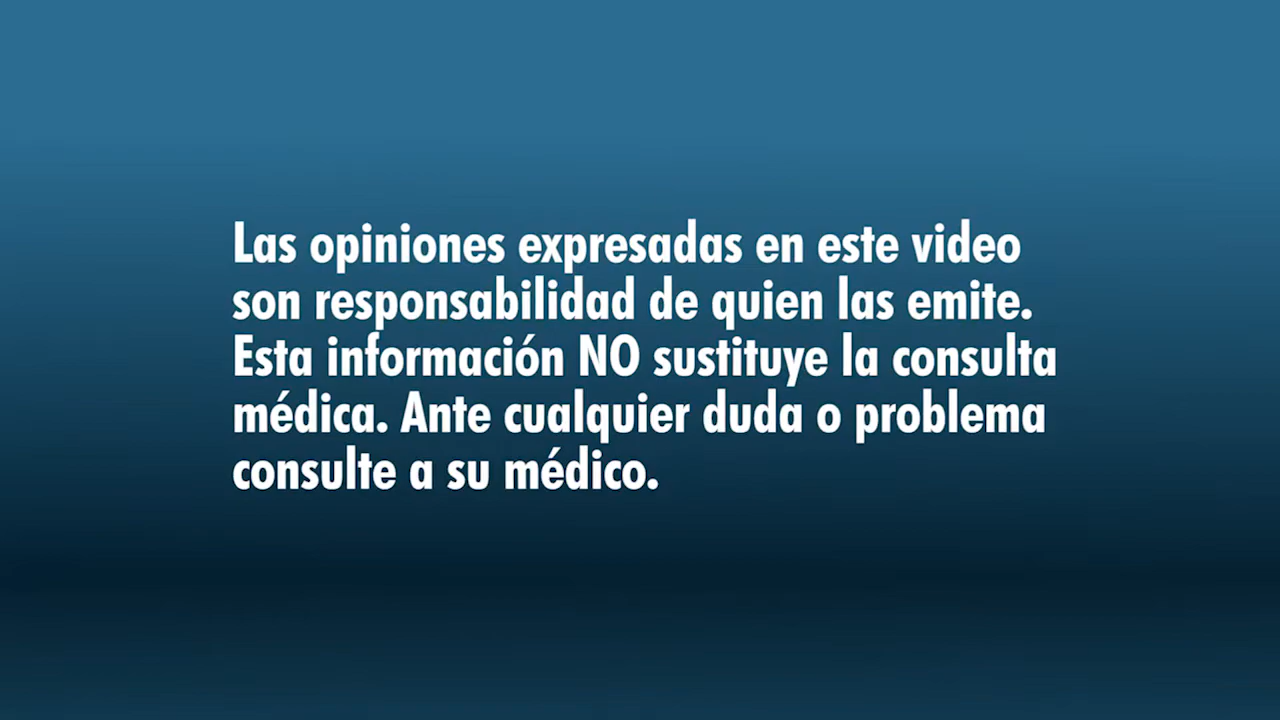 Las opiniones expresadas en este video
son responsabilidad de quien las emite.
Esta información NO sustituye la consulta
médica. Ante cualquier duda o problema
consulte a su médico.